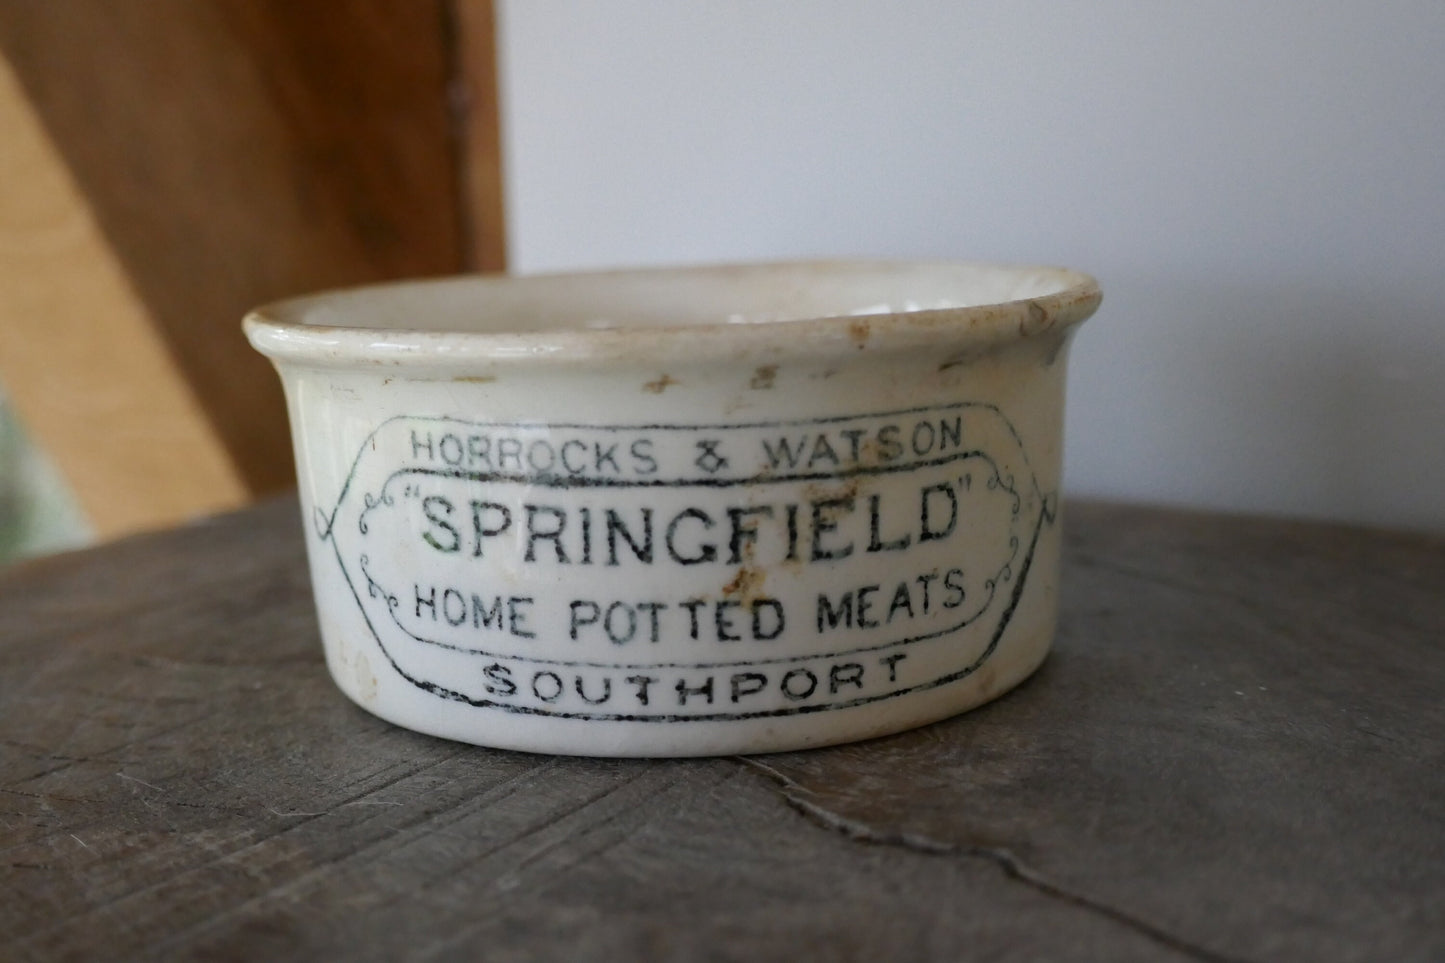 HORROCKS & WATSON
"SPRINGFIELD"
HOME POTTED MEATS
SOUTHPORT